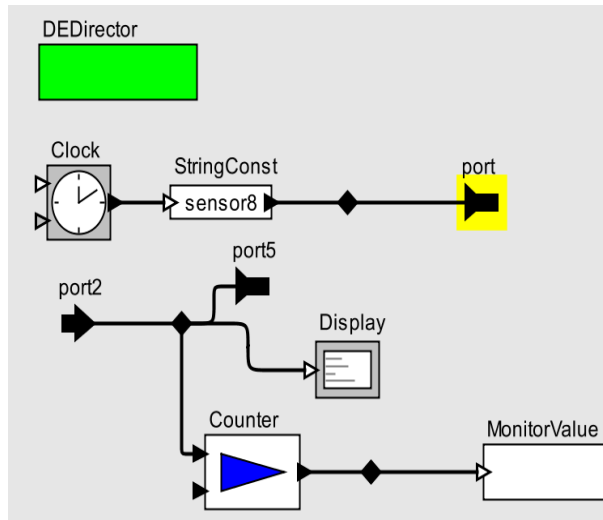 DEDirector
Clock
StringConst
port
sensor8
port5
port2
Display
Counter
MonitorValue